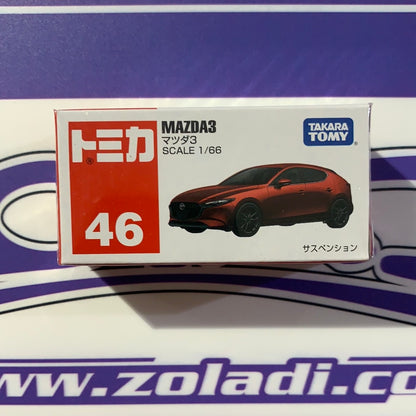 トミカ®
46
MAZDA3
マツダ3
SCALE 1/66
TAKARA
TOMY
サスペンション
www.zoladi.co